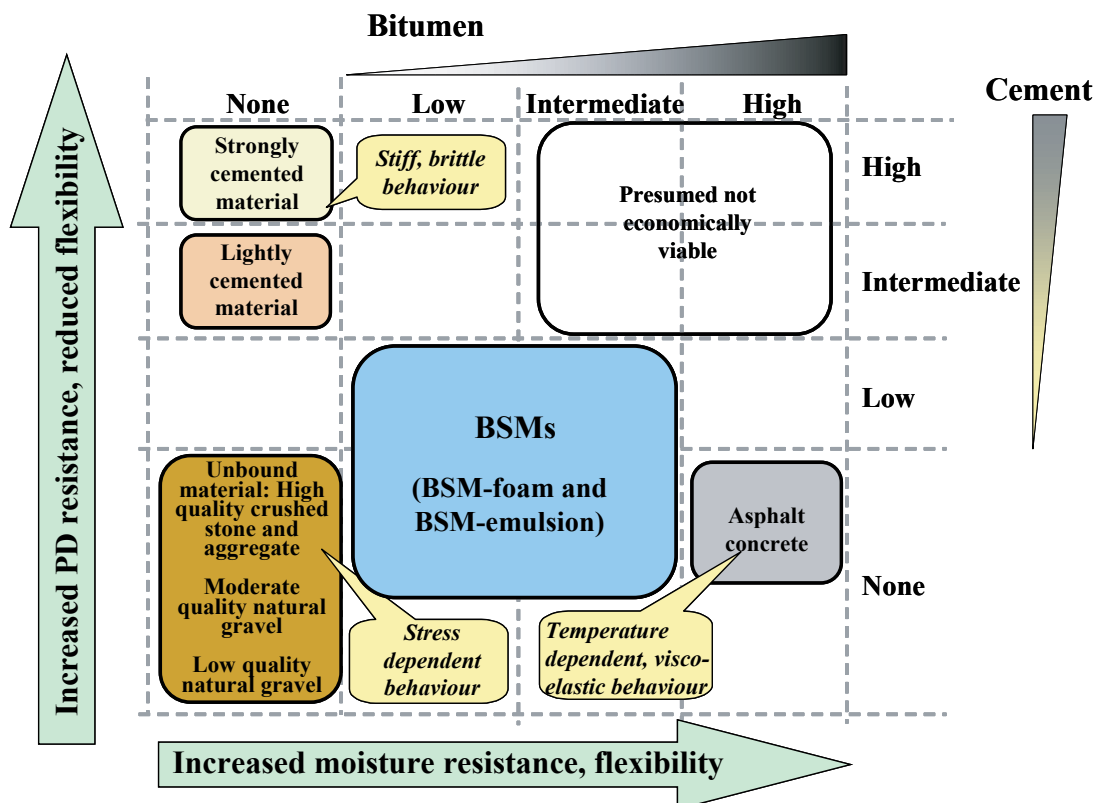 Bitumen
Cement
None
Low
Intermediate
High
Strongly
cemented
material
Stiff, brittle
behaviour
Presumed not
economically
viable
High
Lightly
cemented
material
Intermediate
BSMs
(BSM-foam and
BSM-emulsion)
Low
Unbound
material: High
quality crushed
stone and
aggregate
Moderate
quality natural
gravel
Low quality
natural gravel
Asphalt
concrete
None
Stress
dependent
behaviour
Temperature
dependent, visco-
elastic behaviour
Increased PD resistance, reduced flexibility
Increased moisture resistance, flexibility